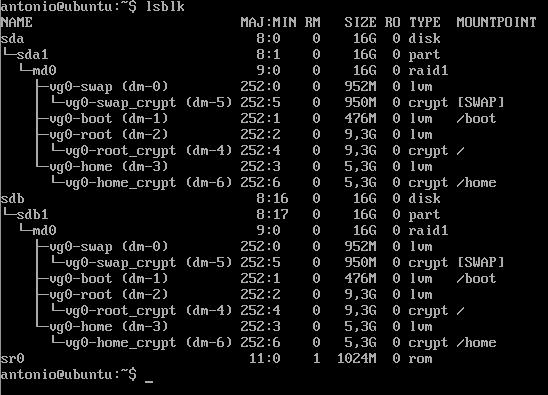 antonio@ubuntu:~$ lsblk
NAME                          MAJ:MIN RM   SIZE RO TYPE  MOUNTPOINT
sda                             8:0    0    16G  0 disk
└─sda1                          8:1    0    16G  0 part
  └─md0                         9:0    0    16G  0 raid1
    ├─vg0-swap (dm-0)         252:0    0   952M  0 lvm
    │ └─vg0-swap_crypt (dm-5) 252:5    0   950M  0 crypt [SWAP]
    ├─vg0-boot (dm-1)         252:1    0   476M  0 lvm   /boot
    ├─vg0-root (dm-2)         252:2    0   9,3G  0 lvm
    │ └─vg0-root_crypt (dm-4) 252:4    0   9,3G  0 crypt /
    └─vg0-home (dm-3)         252:3    0   5,3G  0 lvm
      └─vg0-home_crypt (dm-6) 252:6    0   5,3G  0 crypt /home
sdb                             8:16   0    16G  0 disk
└─sdb1                          8:17   0    16G  0 part
  └─md0                         9:0    0    16G  0 raid1
    ├─vg0-swap (dm-0)         252:0    0   952M  0 lvm
    │ └─vg0-swap_crypt (dm-5) 252:5    0   950M  0 crypt [SWAP]
    ├─vg0-boot (dm-1)         252:1    0   476M  0 lvm   /boot
    ├─vg0-root (dm-2)         252:2    0   9,3G  0 lvm
    │ └─vg0-root_crypt (dm-4) 252:4    0   9,3G  0 crypt /
    └─vg0-home (dm-3)         252:3    0   5,3G  0 lvm
      └─vg0-home_crypt (dm-6) 252:6    0   5,3G  0 crypt /home
sr0                            11:0    1  1024M  0 rom
antonio@ubuntu:~$ _